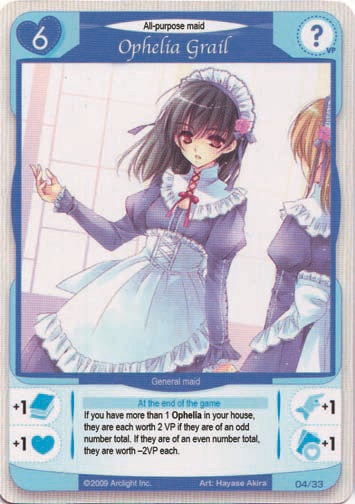 All-purpose maid
6
Ophelia Grail
?
VP
General maid
At the end of the game
If you have more than 1 Ophelia in your house,
they are each worth 2 VP if they are of an odd
number total. If they are of an even number total,
they are worth –2VP each.
+1
+1
+1
+1
©2009 Arclight Inc.
Art: Hayase Akira
04/33